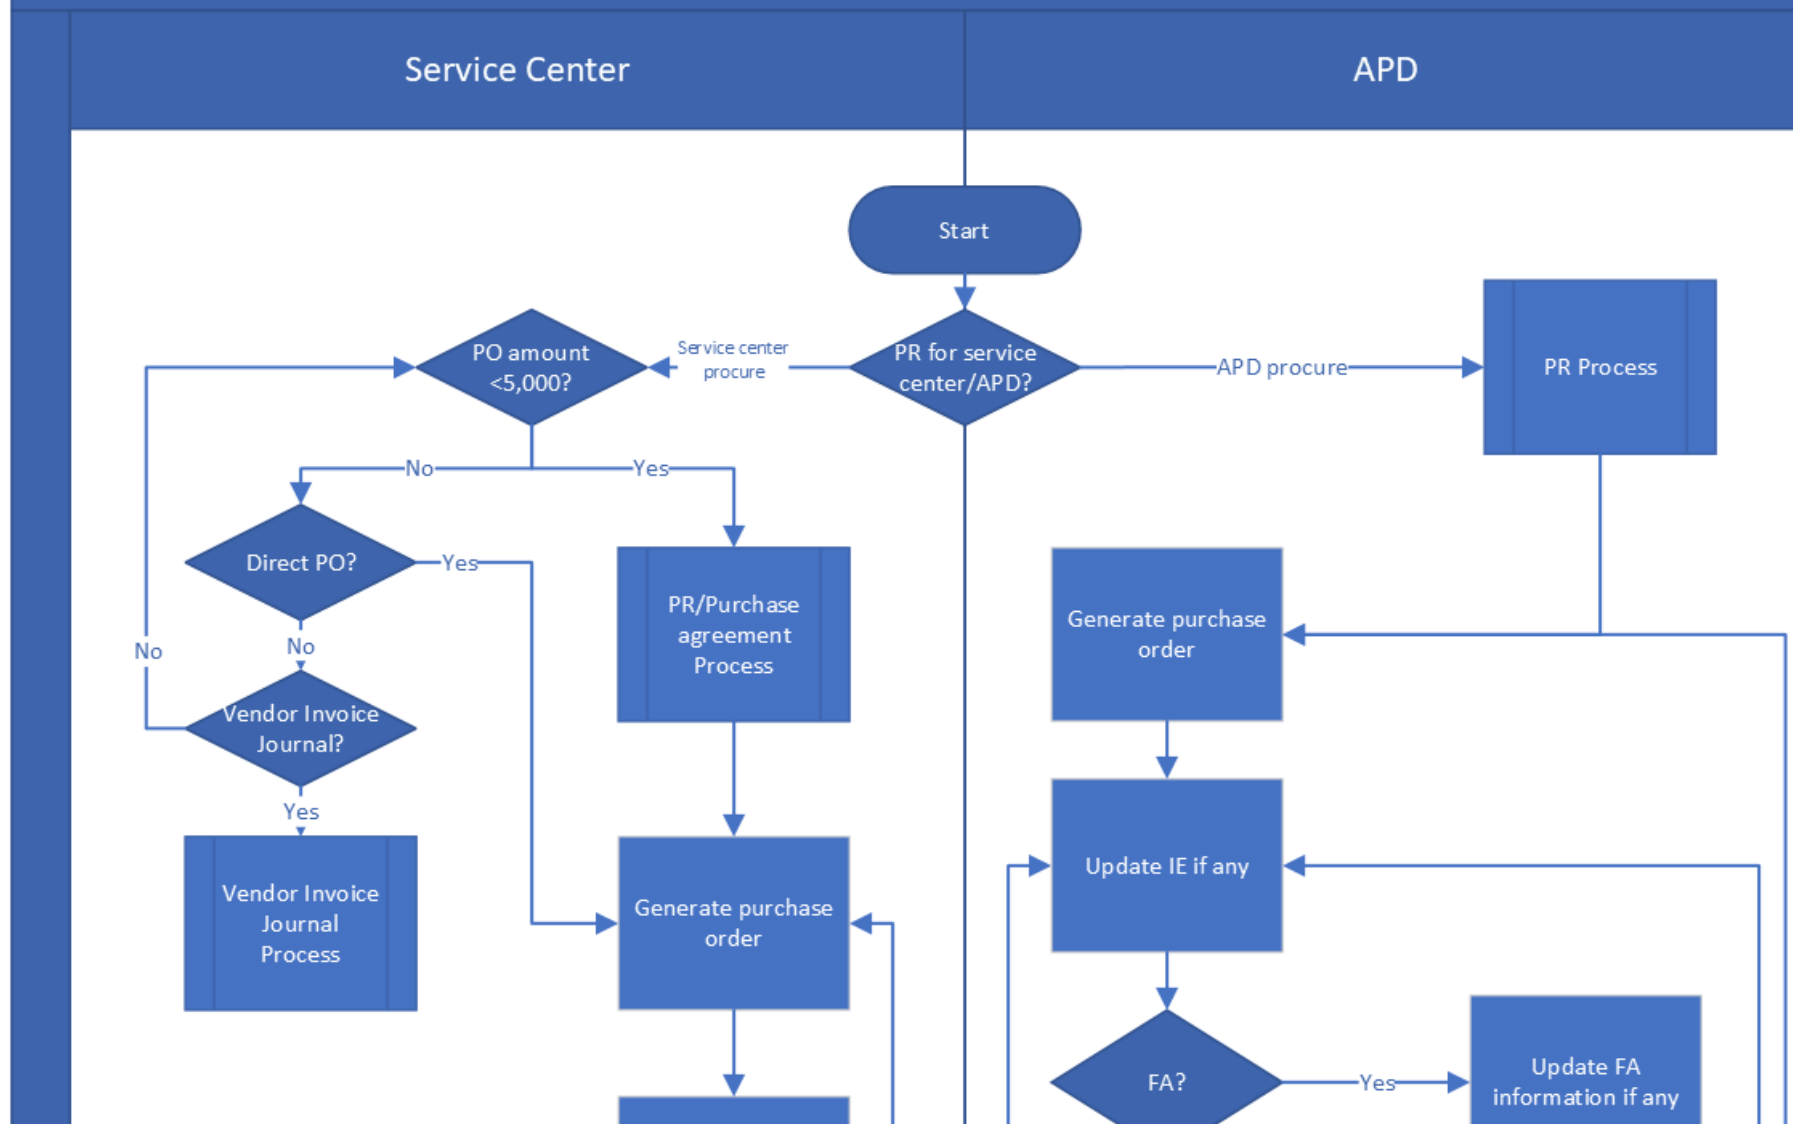 Service Center
APD
Start
PO amount
<5,000?
Service center
procure
PR for service
center/APD?
APD procure
PR Process
No
Yes
Direct PO?
Yes
PR/Purchase
agreement
Process
Generate purchase
order
No
No
Vendor Invoice
Journal?
Yes
Vendor Invoice
Journal
Process
Generate purchase
order
Update IE if any
FA?
Yes
Update FA
information if any